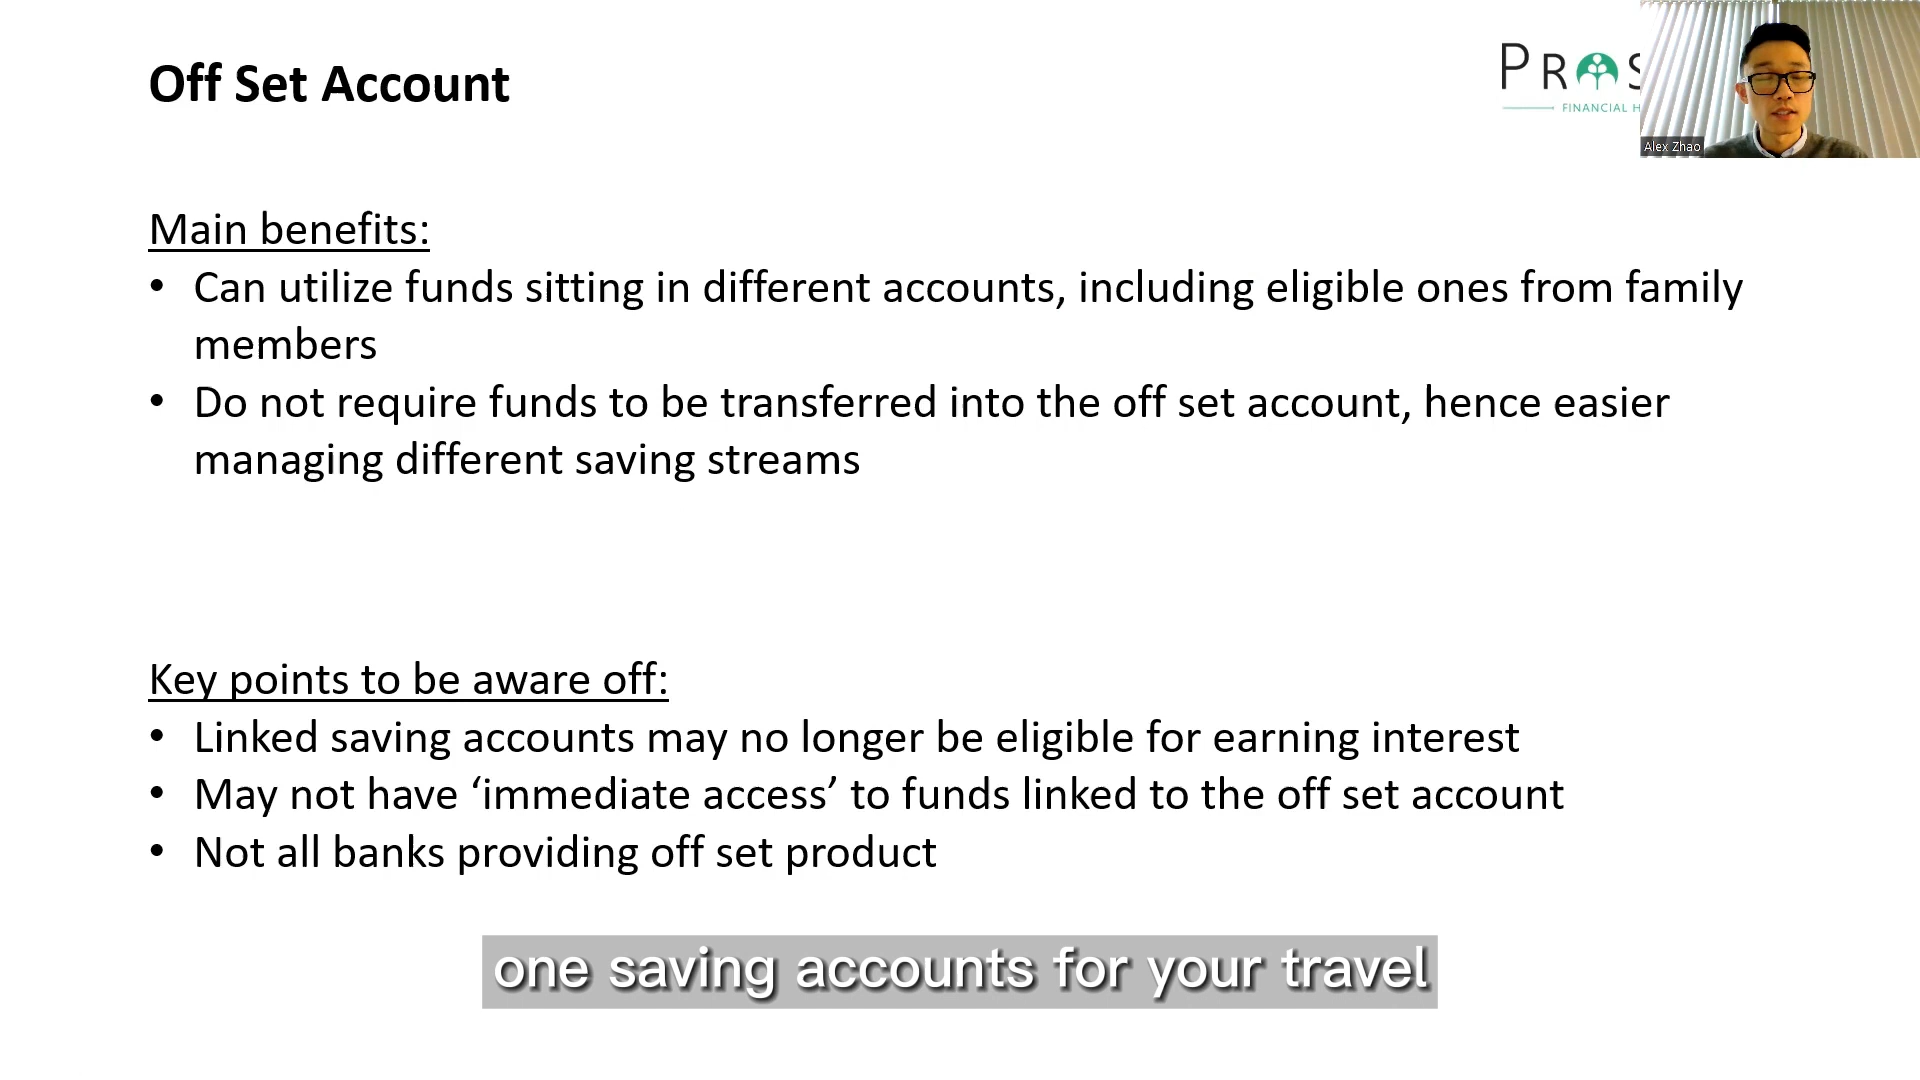 Off Set Account
PROS
FINANCIAL H
Alex Zhao
Main benefits:
• Can utilize funds sitting in different accounts, including eligible ones from family
members
• Do not require funds to be transferred into the off set account, hence easier
managing different saving streams
Key points to be aware off:
• Linked saving accounts may no longer be eligible for earning interest
• May not have ‘immediate access’ to funds linked to the off set account
• Not all banks providing off set product
one saving accounts for your travel